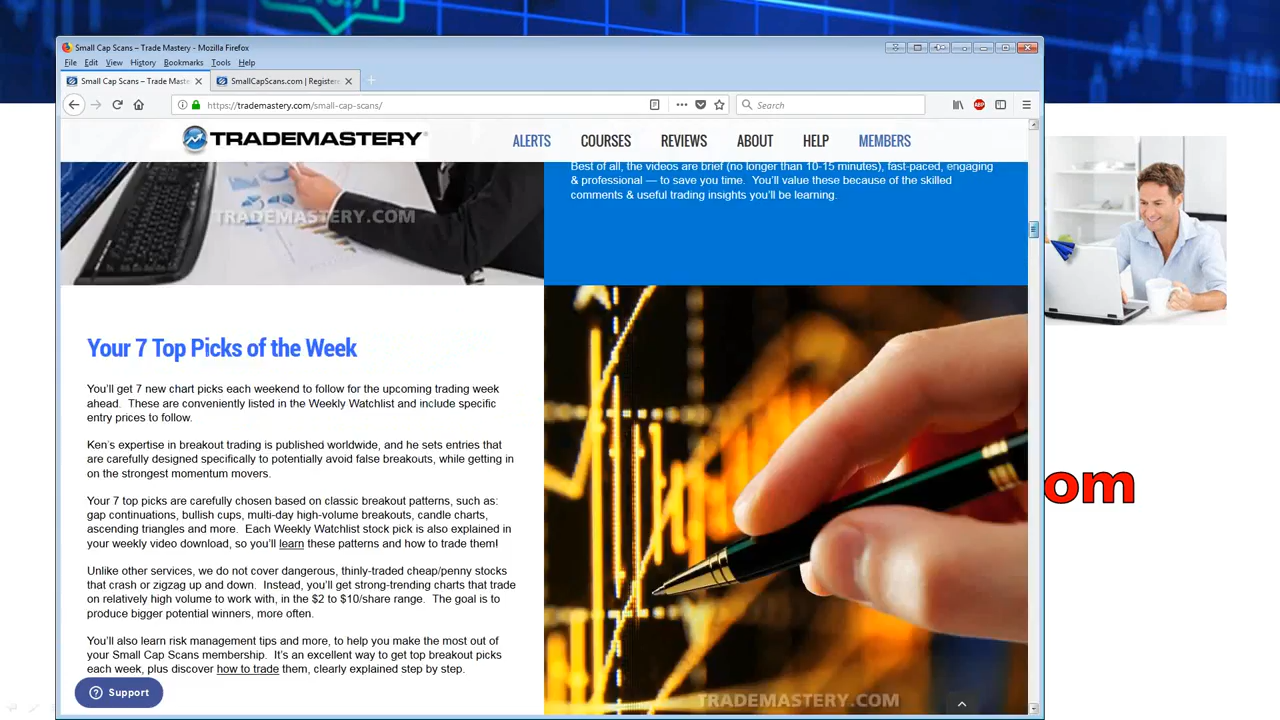 Small Cap Scans – Trade Mastery - Mozilla Firefox
File Edit View History Bookmarks Tools Help
Small Cap Scans – Trade Maste
SmallCapScans.com | Registere
https://trademastery.com/small-cap-scans/
Search
TRADEMASTERY
ALERTS COURSES REVIEWS ABOUT HELP MEMBERS
TRADEMASTERY.COM
Best of all, the videos are brief (no longer than 10-15 minutes), fast-paced, engaging
& professional — to save you time. You'll value these because of the skilled
comments & useful trading insights you'll be learning.
Your 7 Top Picks of the Week
You'll get 7 new chart picks each weekend to follow for the upcoming trading week
ahead. These are conveniently listed in the Weekly Watchlist and include specific
entry prices to follow.
Ken's expertise in breakout trading is published worldwide, and he sets entries that
are carefully designed specifically to potentially avoid false breakouts, while getting in
on the strongest momentum movers.
Your 7 top picks are carefully chosen based on classic breakout patterns, such as:
gap continuations, bullish cups, multi-day high-volume breakouts, candle charts,
ascending triangles and more. Each Weekly Watchlist stock pick is also explained in
your weekly video download, so you'll learn these patterns and how to trade them!
Unlike other services, we do not cover dangerous, thinly-traded cheap/penny stocks
that crash or zigzag up and down. Instead, you'll get strong-trending charts that trade
on relatively high volume to work with, in the $2 to $10/share range. The goal is to
produce bigger potential winners, more often.
You'll also learn risk management tips and more, to help you make the most out of
your Small Cap Scans membership. It's an excellent way to get top breakout picks
each week, plus discover how to trade them, clearly explained step by step.
Support
TRADEMASTERY.COM
om